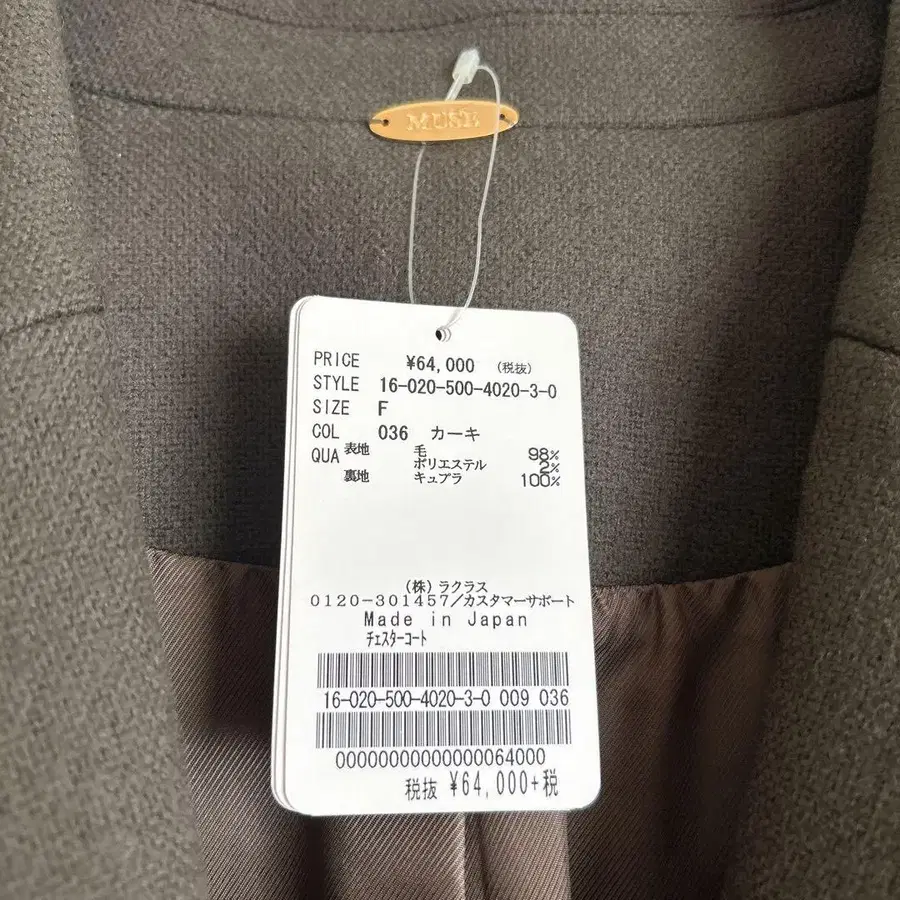 MUSE
PRICE ¥64,000 (税抜)
STYLE 16-020-500-4020-3-0
SIZE F
COL 036 カーキ
QUA 表地 毛 98%
ポリエステル 2%
裏地 キュプラ 100%
(株)ラクラス
0120-301457/カスタマーサポート
Made in Japan
チェスターコート
16-020-500-4020-3-0 009 036
00000000000000064000
税抜 ¥64,000+税